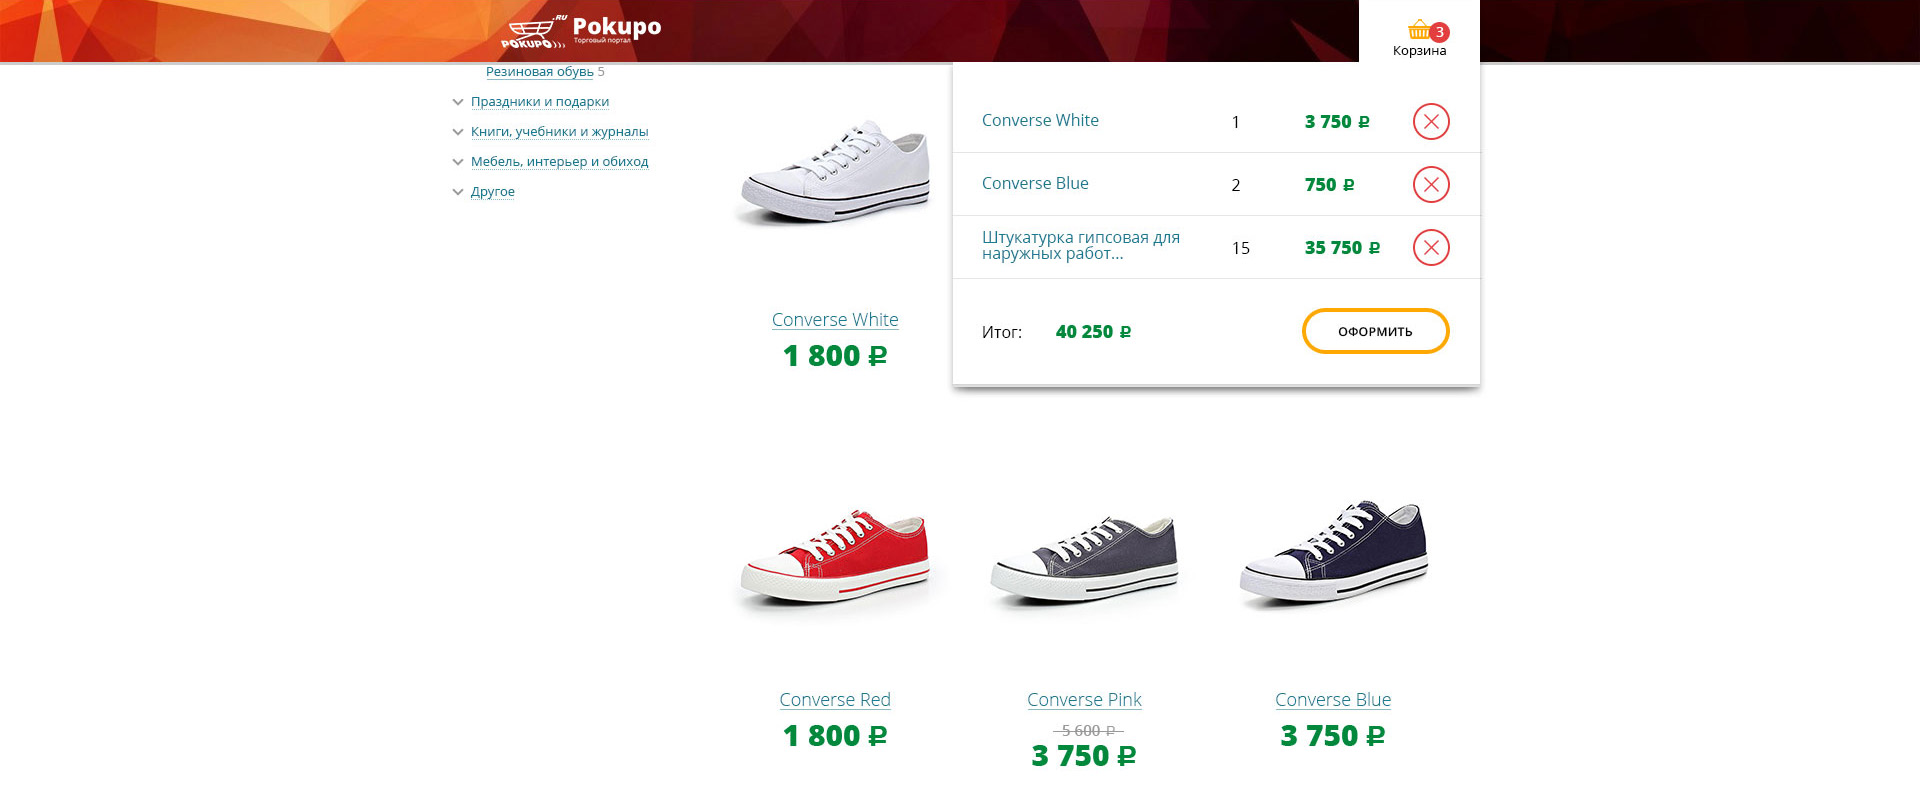 .RU
POKUPO
Pokupo
Торговый портал
3
Корзина
Резиновая обувь 5
Праздники и подарки
Книги, учебники и журналы
Мебель, интерьер и обиход
Другое
Converse White 1 3 750 ₽
Converse Blue 2 750 ₽
Штукатурка гипсовая для
наружных работ... 15 35 750 ₽
Итог: 40 250 ₽ ОФОРМИТЬ
Converse White
1 800 ₽
Converse Red
1 800 ₽
Converse Pink
5 600 ₽
3 750 ₽
Converse Blue
3 750 ₽